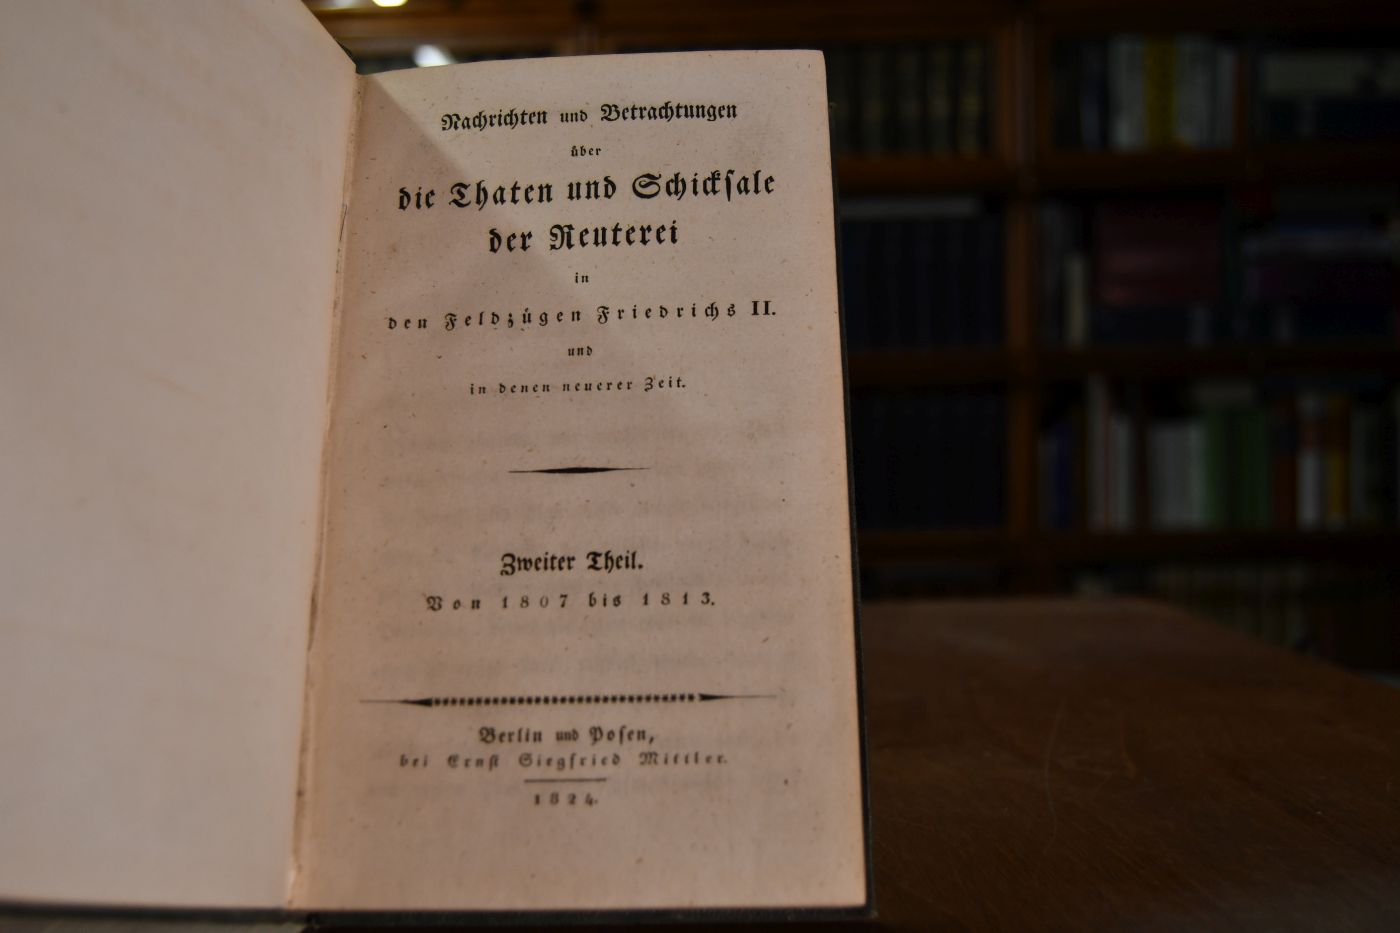 Nachrichten und Betrachtungen
über
die Thaten und Schicksale
der Reuterei
in
den Feldzügen Friedrichs II.
und
in denen neuerer Zeit.
Zweiter Theil.
Von 1807 bis 1813.
Berlin und Posen,
bei Ernst Siegfried Mittler.
1824.